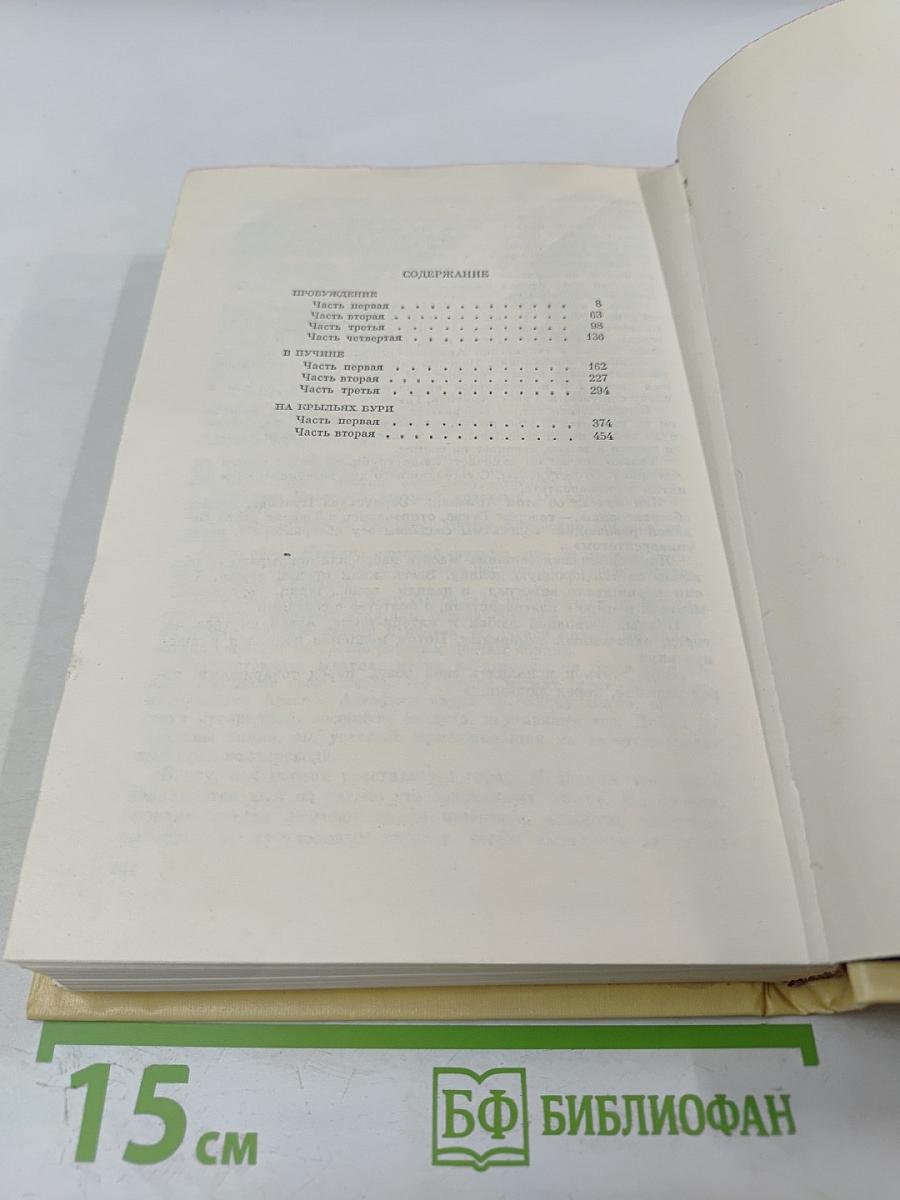 СОДЕРЖАНИЕ
ПРОБУЖДЕНИЕ
Часть первая . . . . . . . . . . . . 8
Часть вторая . . . . . . . . . . . . 63
Часть третья . . . . . . . . . . . . 98
Часть четвертая . . . . . . . . . . . 136
В ПУЧИНЕ
Часть первая . . . . . . . . . . . . 162
Часть вторая . . . . . . . . . . . . 227
Часть третья . . . . . . . . . . . . 294
НА КРЫЛЬЯХ БУРИ
Часть первая . . . . . . . . . . . . 374
Часть вторая . . . . . . . . . . . . 454
15 см
БФ БИБЛИОФАН